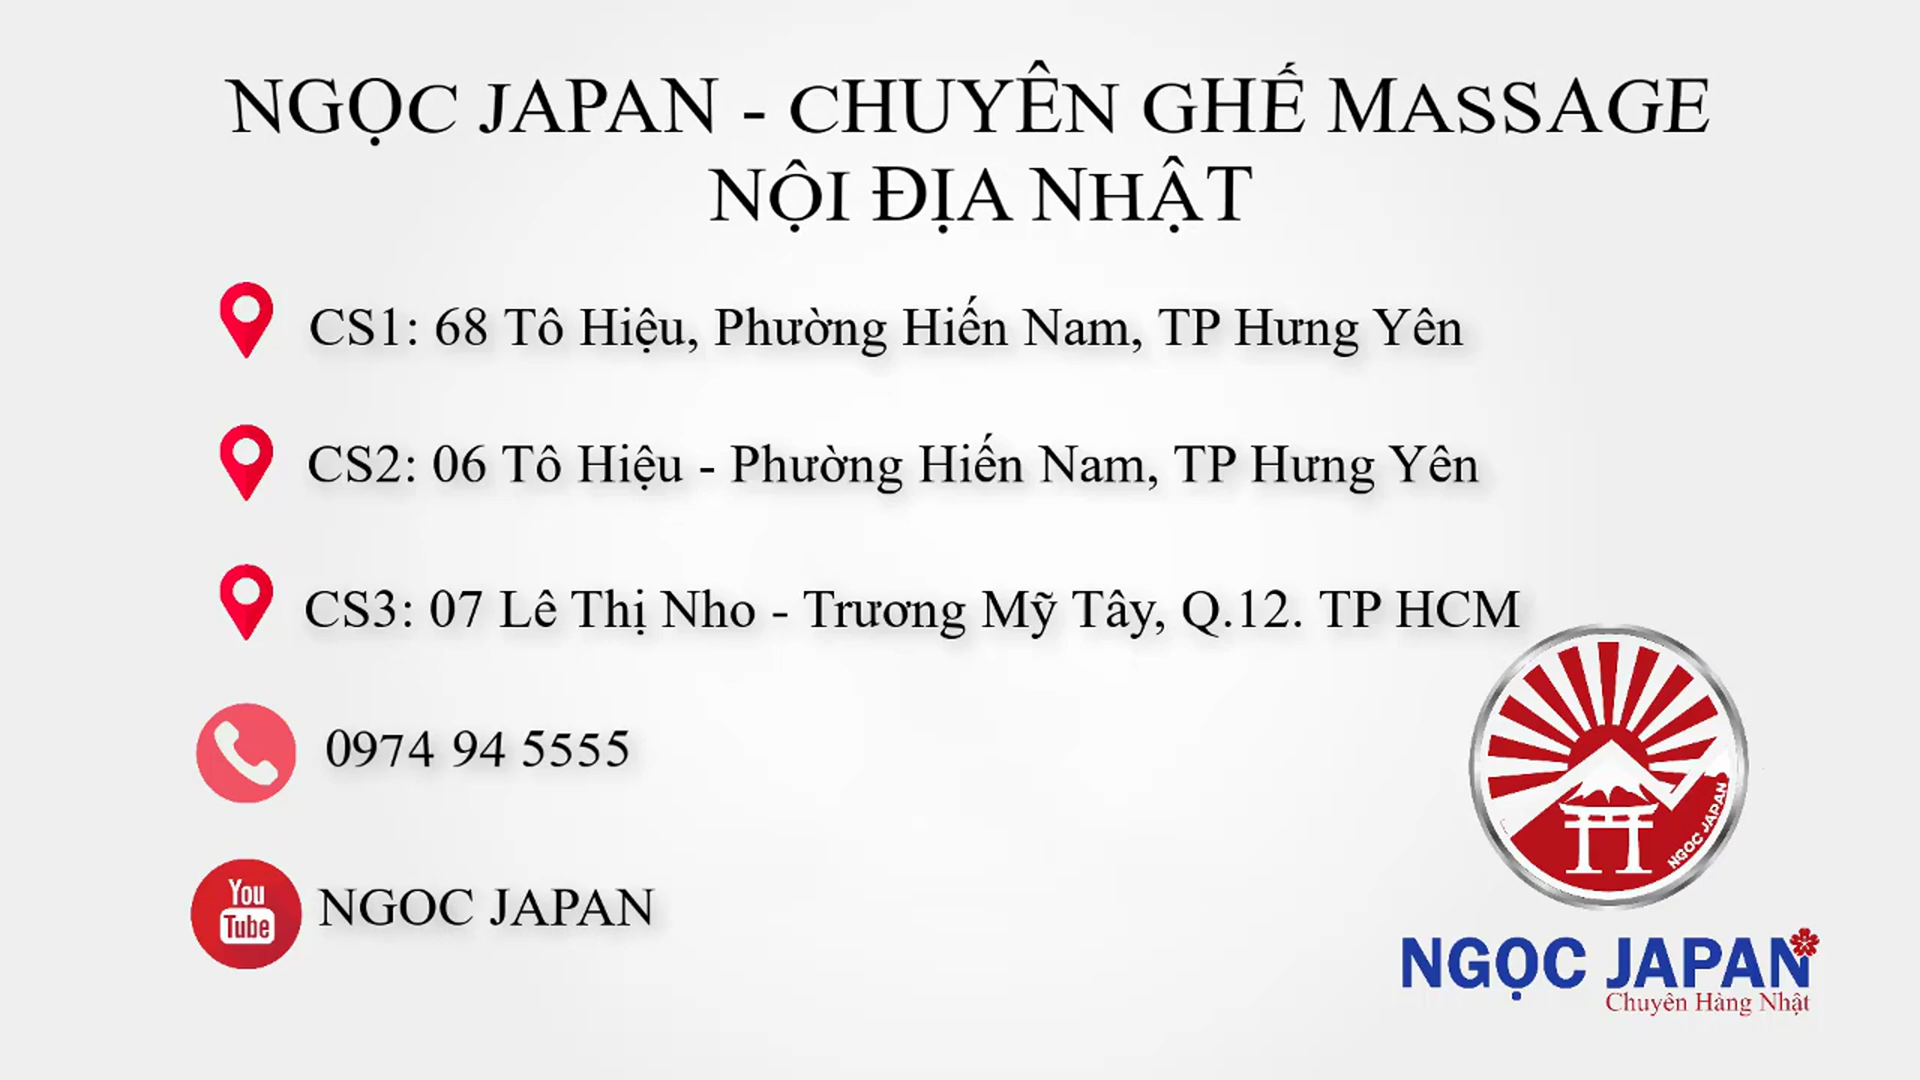 NGỌC JAPAN - CHUYÊN GHẾ MASSAGE
NỘI ĐỊA NHẬT
CS1: 68 Tô Hiệu, Phường Hiến Nam, TP Hưng Yên
CS2: 06 Tô Hiệu - Phường Hiến Nam, TP Hưng Yên
CS3: 07 Lê Thị Nho - Trương Mỹ Tây, Q.12. TP HCM
0974 94 5555
You
Tube
NGOC JAPAN
NGOC JAPAN
NGỌC JAPAN
Chuyên Hàng Nhật